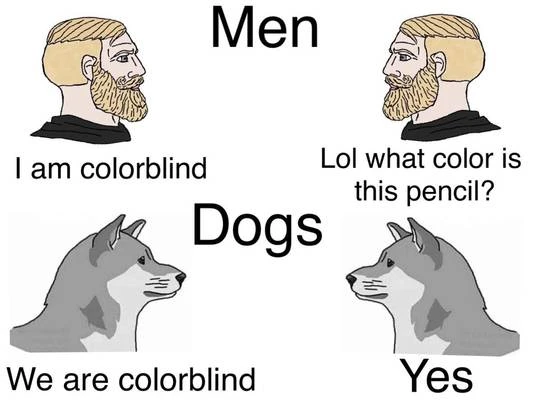 Men
I am colorblind
Lol what color is
this pencil?
Dogs
We are colorblind
Yes